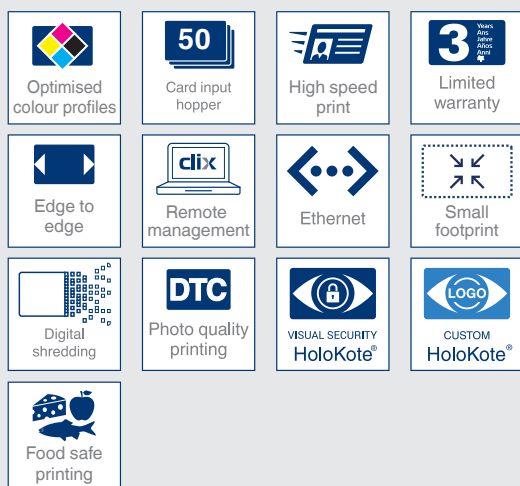 Optimised
colour profiles
50
Card input
hopper
High speed
print
3
Years
Ans
Jahre
Años
Anni
Limited
warranty
Edge to
edge
clix
Remote
management
Ethernet
Small
footprint
Digital
shredding
DTC
Photo quality
printing
VISUAL SECURITY
HoloKote®
LOGO
CUSTOM
HoloKote®
Food safe
printing